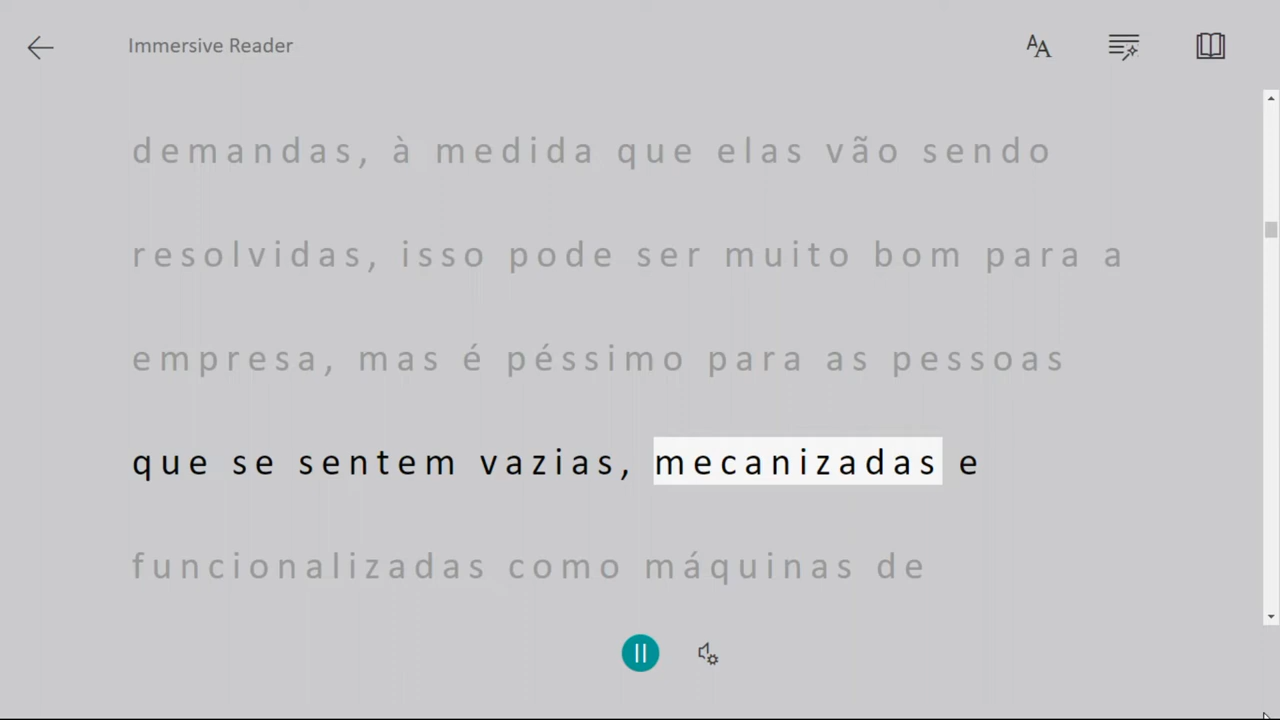 Immersive Reader
demandas, à medida que elas vão sendo
resolvidas, isso pode ser muito bom para a
empresa, mas é péssimo para as pessoas
que se sentem vazias, mecanizadas e
funcionalizadas como máquinas de